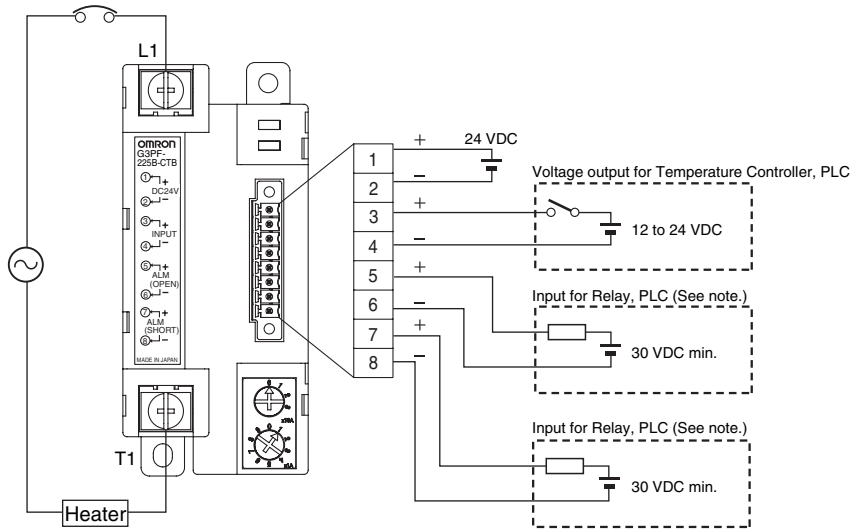 L1
OMRON
G3PF-
225B-CTB
1 +
DC24V
2 −
3 +
INPUT
4 −
5 +
ALM
(OPEN)
6 −
7 +
ALM
(SHORT)
8 −
MADE IN JAPAN
T1
Heater
1 + 24 VDC
2 −
3 +
4 −
5 +
6 −
7 +
8 −
Voltage output for Temperature Controller, PLC
12 to 24 VDC
Input for Relay, PLC (See note.)
30 VDC min.
Input for Relay, PLC (See note.)
30 VDC min.
x10A
x1A